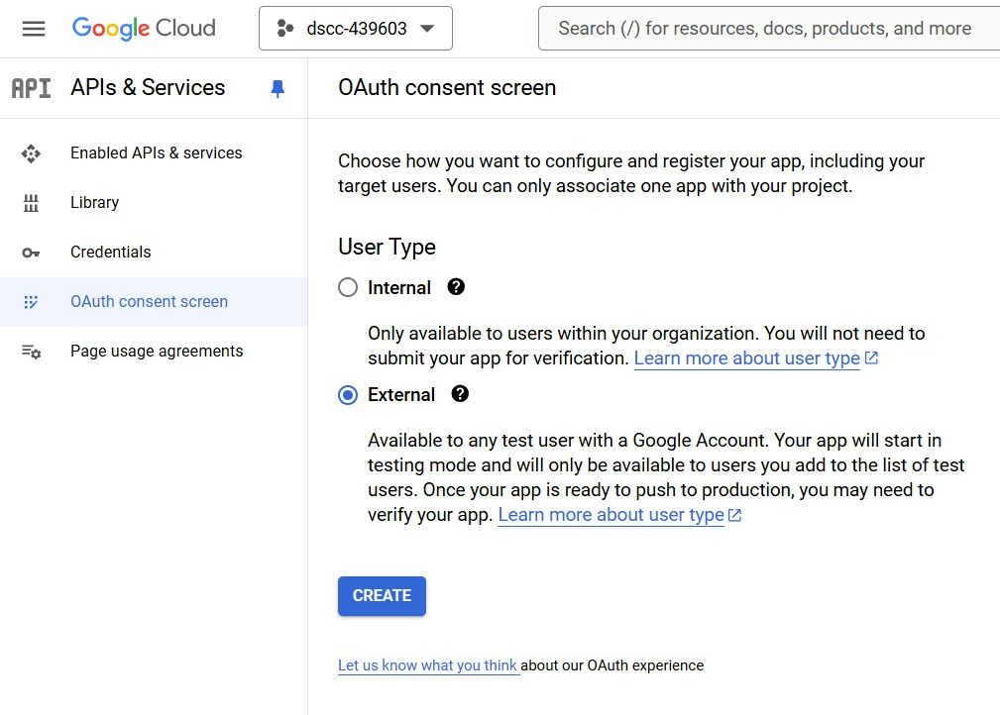 Google Cloud
dscc-439603
Search (/) for resources, docs, products, and more
API
APIs & Services
OAuth consent screen
Enabled APIs & services
Library
Credentials
OAuth consent screen
Page usage agreements
Choose how you want to configure and register your app, including your
target users. You can only associate one app with your project.
User Type
Internal
Only available to users within your organization. You will not need to
submit your app for verification. Learn more about user type
External
Available to any test user with a Google Account. Your app will start in
testing mode and will only be available to users you add to the list of test
users. Once your app is ready to push to production, you may need to
verify your app. Learn more about user type
CREATE
Let us know what you think about our OAuth experience